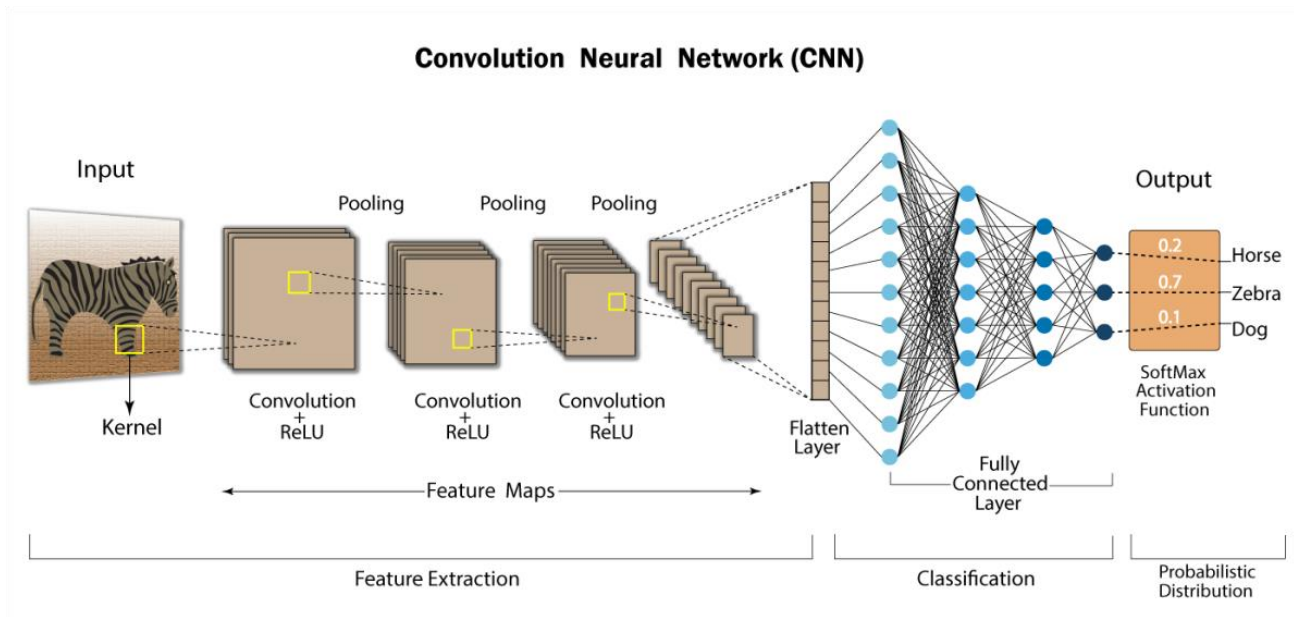 Convolution Neural Network (CNN)
Input
Output
Pooling
Pooling
Pooling
0.2
Horse
0.7
Zebra
0.1
Dog
SoftMax
Activation
Function
Kernel
Convolution
+
ReLU
Convolution
+
ReLU
Convolution
+
ReLU
Flatten
Layer
Fully
Connected
Layer
Feature Maps
Feature Extraction
Classification
Probabilistic
Distribution